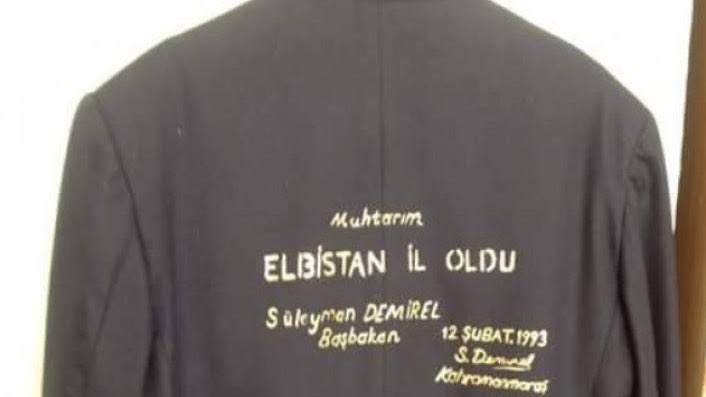 Muhtarım
ELBİSTAN İL OLDU
Süleyman DEMİREL
Başbakan
12 ŞUBAT.1993
S. Demirel
Kahramanmaraş